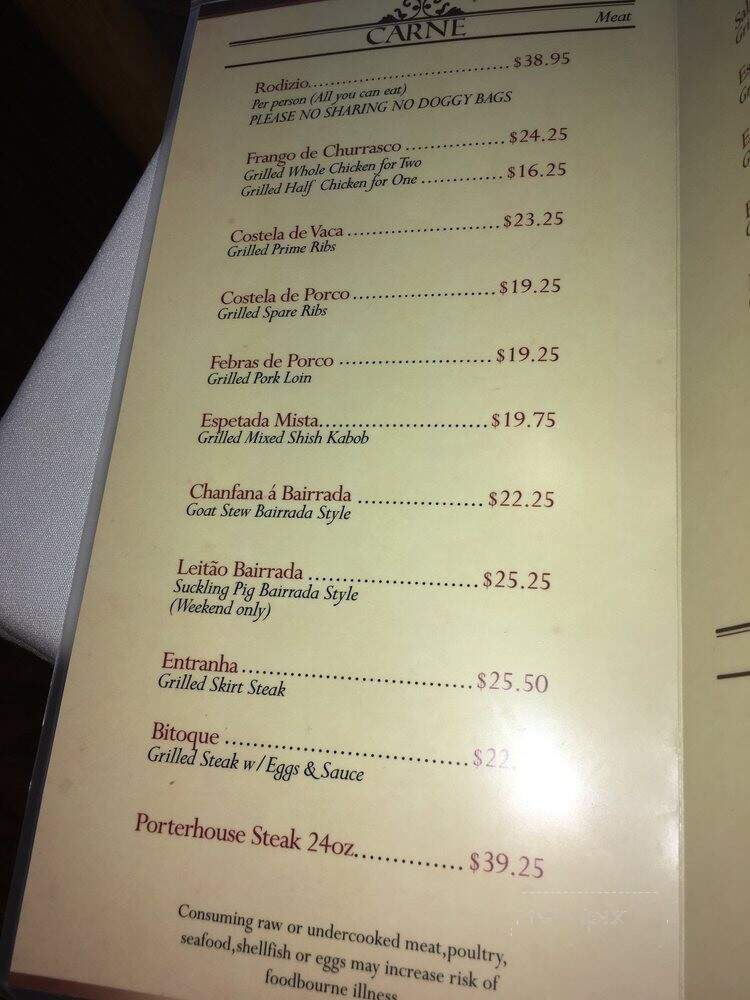 CARNE
Meat
Rodizio................................$38.95
Per person (All you can eat)
PLEASE NO SHARING NO DOGGY BAGS
Frango de Churrasco ...............$24.25
Grilled Whole Chicken for Two
Grilled Half Chicken for One ............$16.25
Costela de Vaca .......................$23.25
Grilled Prime Ribs
Costela de Porco......................$19.25
Grilled Spare Ribs
Febras de Porco .......................$19.25
Grilled Pork Loin
Espetada Mista.........................$19.75
Grilled Mixed Shish Kabob
Chanfana á Bairrada ...................$22.25
Goat Stew Bairrada Style
Leitão Bairrada .........................$25.25
Suckling Pig Bairrada Style
(Weekend only)
Entranha..................................$25.50
Grilled Skirt Steak
Bitoque ...................................$22.
Grilled Steak w/Eggs & Sauce
Porterhouse Steak 24oz...............$39.25
Consuming raw or undercooked meat,poultry,
seafood,shellfish or eggs may increase risk of
foodbourne illness